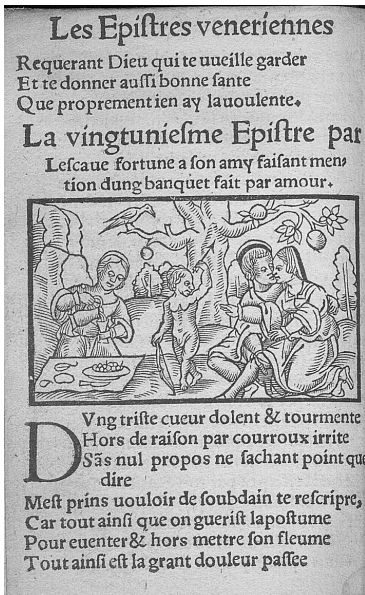 Les Epiſtres veneriennes
Requerant Dieu qui te uueille garder
Et te donner auſſi bonne ſante
Que proprement ien ay lauoulente.
La vingtunieſme Epiſtre par
Leſcaue fortune a ſon amy faiſant men,
tion dung banquet fait par amour.
DVng triſte cueur dolent & tourmente
Hors de raiſon par courroux irrite
Sãs nul propos ne ſachant point que
dire
Meſt prins uouloir de ſoubdain te reſcripre,
Car tout ainſi que on gueriſt lapoſtume
Pour euenter & hors mettre ſon fleume
Tout ainſi eſt la grant douleur paſſee